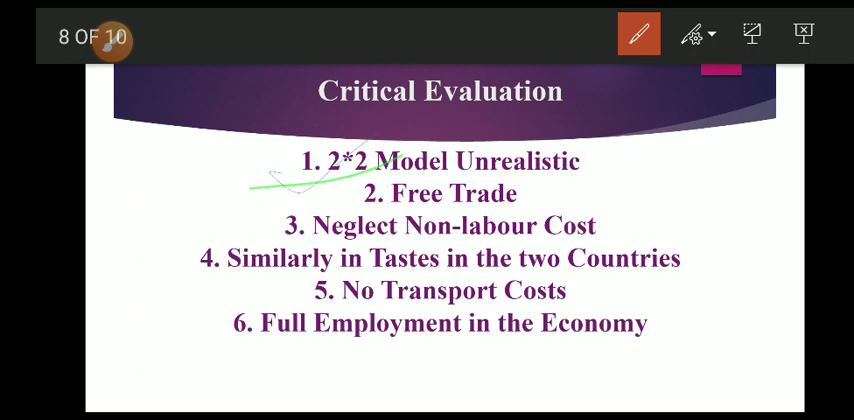 8 OF 10
Critical Evaluation
1. 2*2 Model Unrealistic
2. Free Trade
3. Neglect Non-labour Cost
4. Similarly in Tastes in the two Countries
5. No Transport Costs
6. Full Employment in the Economy